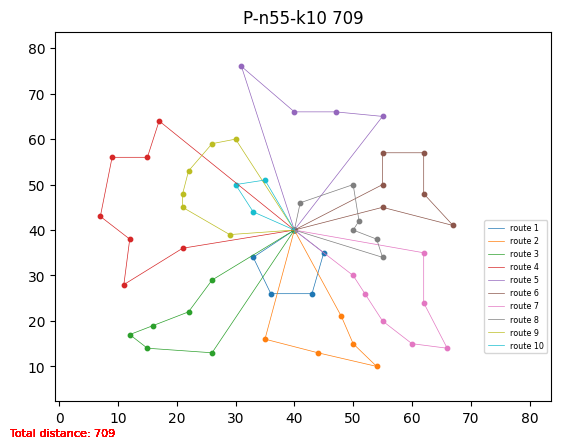 P-n55-k10 709
80
70
60
50
40
30
20
10
0 10 20 30 40 50 60 70 80
route 1
route 2
route 3
route 4
route 5
route 6
route 7
route 8
route 9
route 10
Total distance: 709